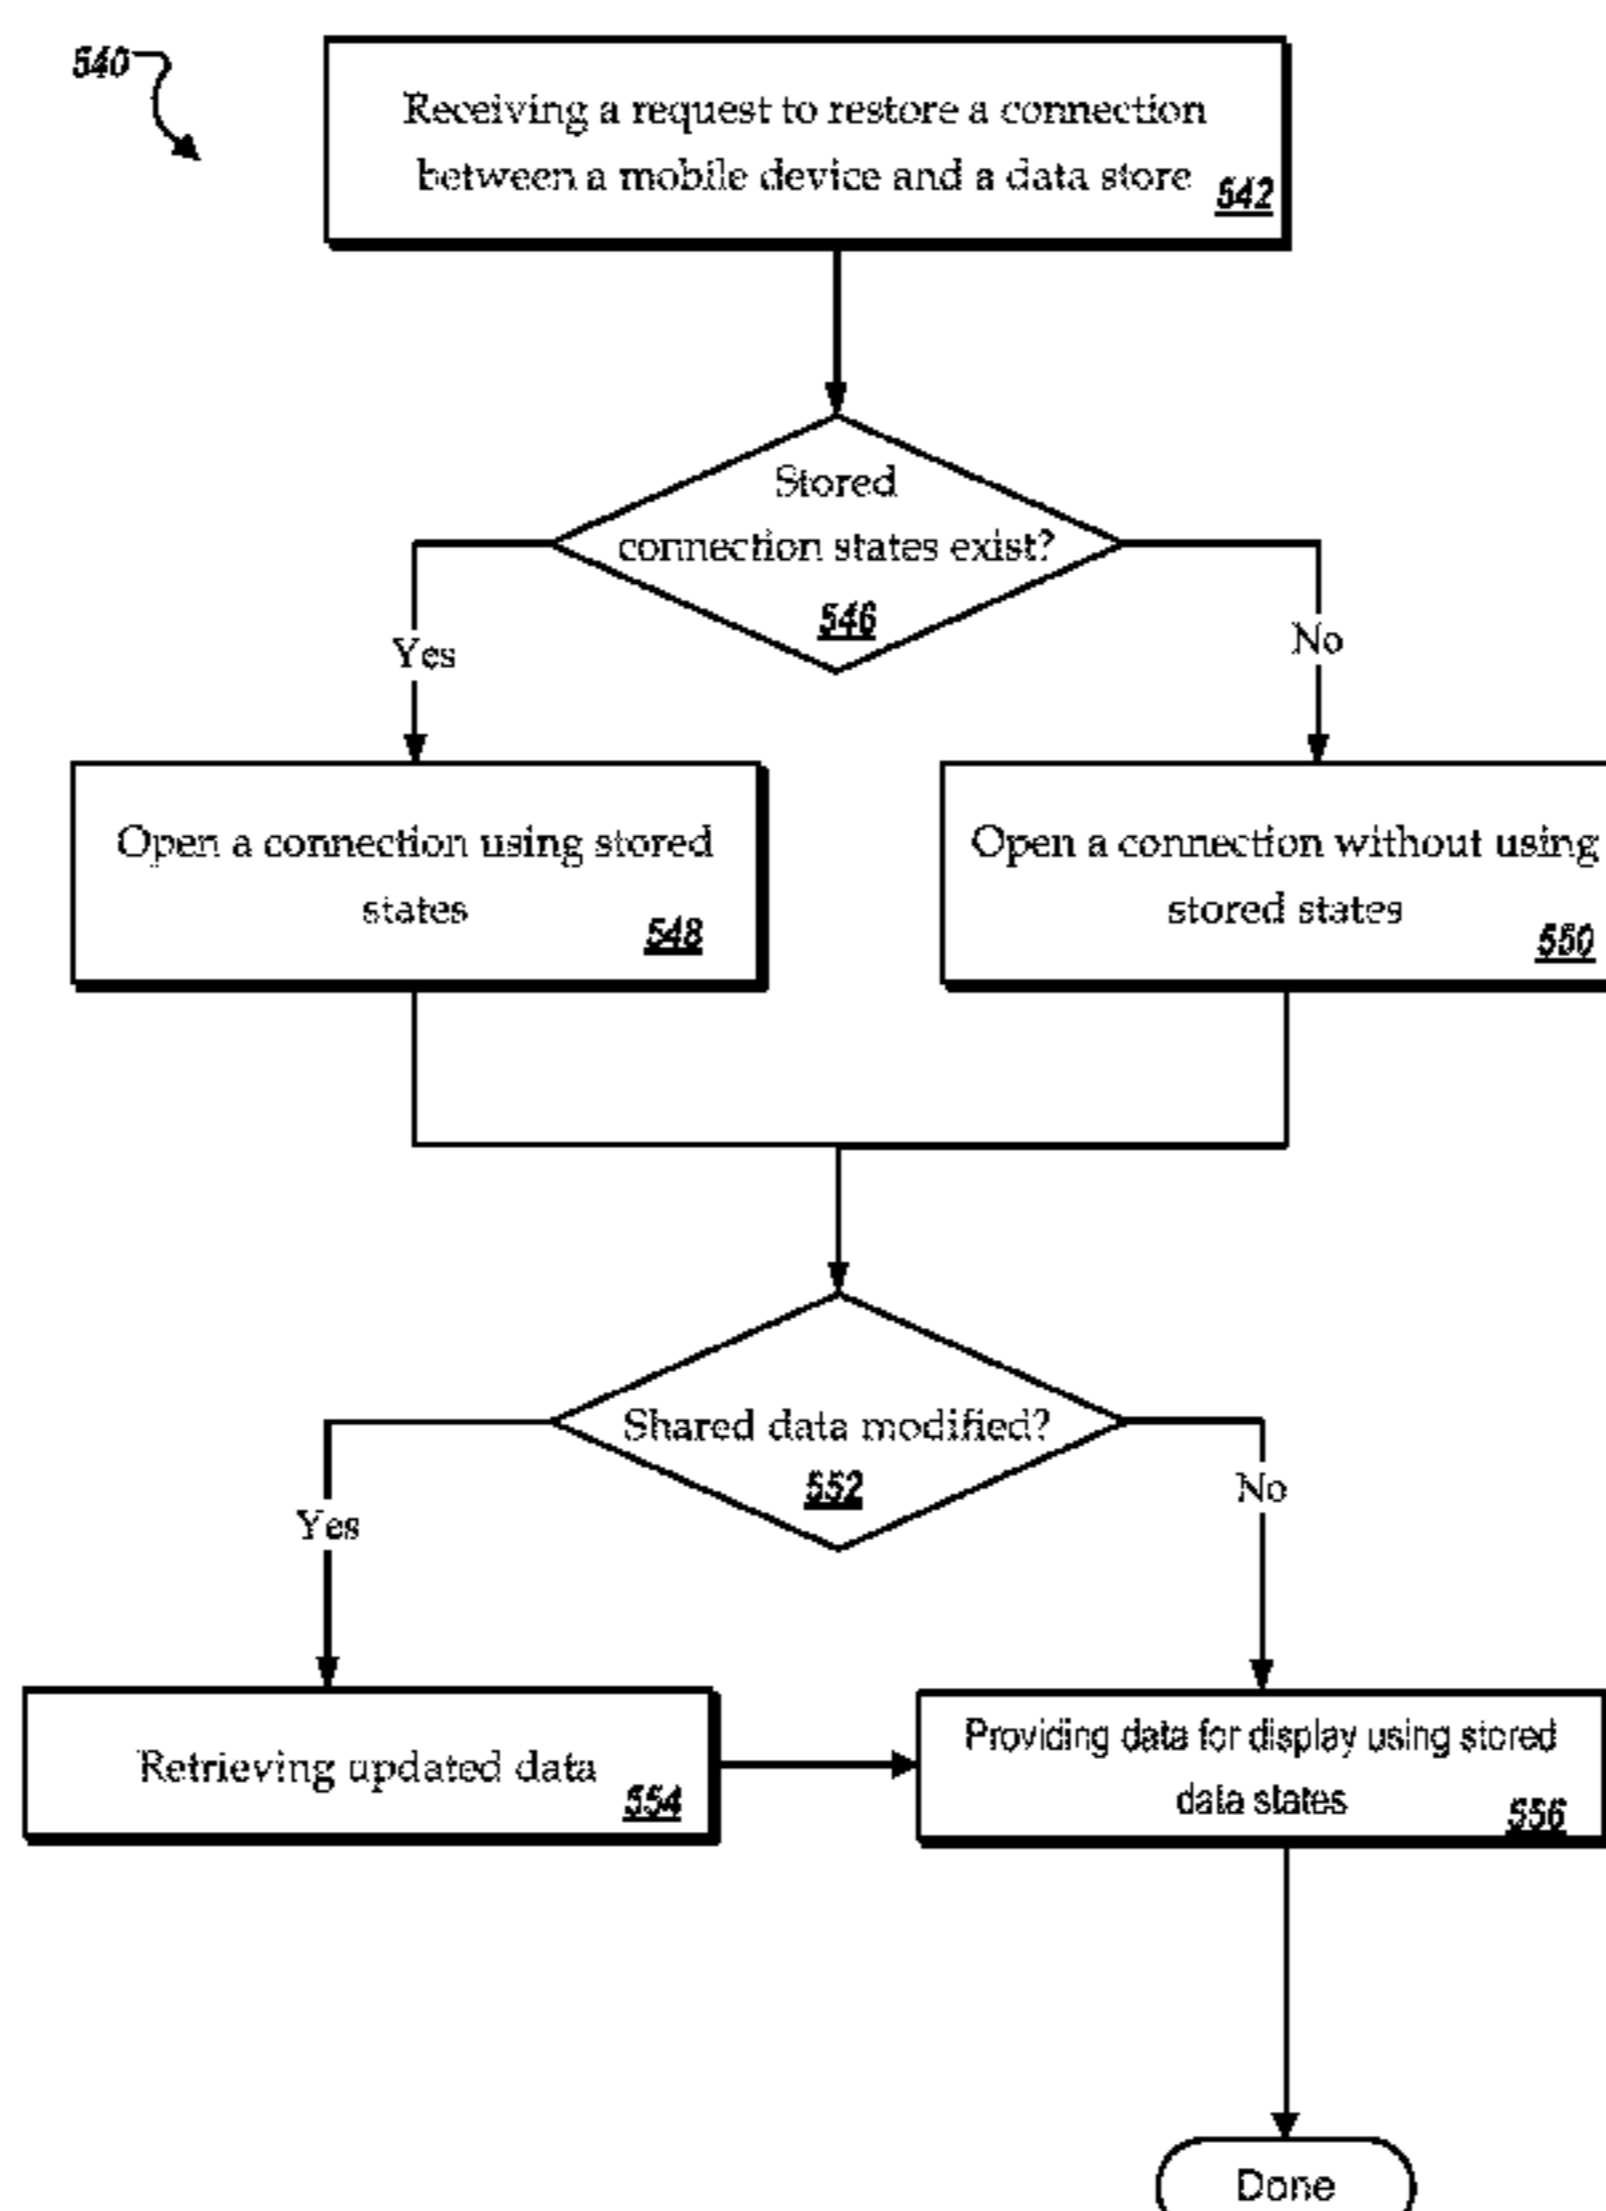 540
Receiving a request to restore a connection
between a mobile device and a data store
542
Stored
connection states exist?
546
Yes
No
Open a connection using stored
states
548
Open a connection without using
stored states
550
Shared data modified?
552
Yes
No
Retrieving updated data
554
Providing data for display using stored
data states
556
Done